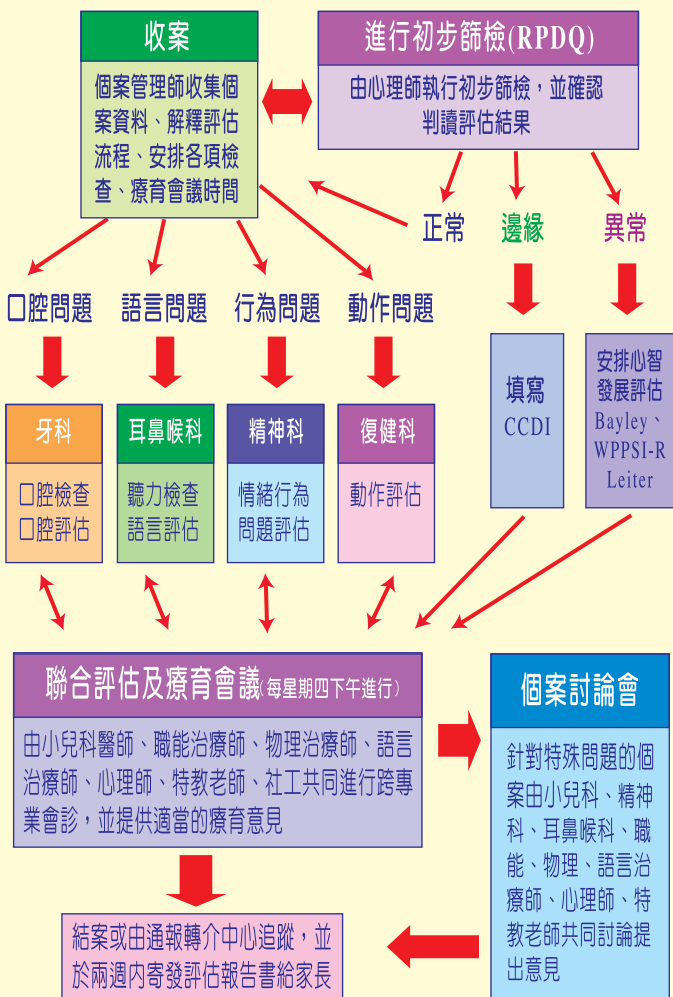 收案
個案管理師收集個
案資料、解釋評估
流程、安排各項檢
查、療育會議時間
進行初步篩檢(RPDQ)
由心理師執行初步篩檢，並確認
判讀評估結果
正常
邊緣
異常
口腔問題
語言問題
行為問題
動作問題
牙科
口腔檢查
口腔評估
耳鼻喉科
聽力檢查
語言評估
精神科
情緒行為
問題評估
復健科
動作評估
填寫
CCDI
安排心智
發展評估
Bayley、
WPPSI-R
Leiter
聯合評估及療育會議(每星期四下午進行)
由小兒科醫師、職能治療師、物理治療師、語言
治療師、心理師、特教老師、社工共同進行跨專
業會診，並提供適當的療育意見
個案討論會
針對特殊問題的個
案由小兒科、精神
科、耳鼻喉科、職
能、物理、語言治
療師、心理師、特
教老師共同討論提
出意見
結案或由通報轉介中心追蹤，並
於兩週內寄發評估報告書給家長